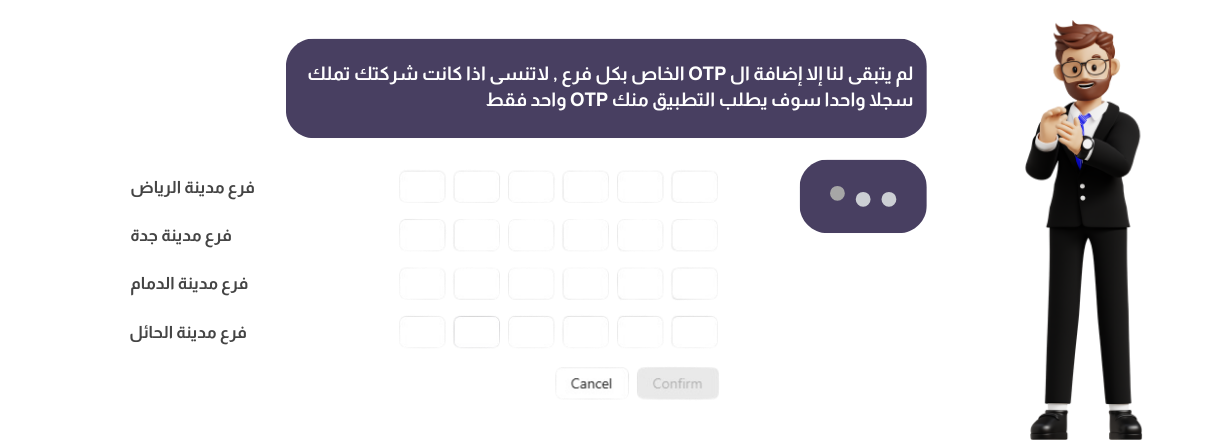 لم يتبقى لنا إلا إضافة ال OTP الخاص بكل فرع , لاتنسى اذا كانت شركتك تملك
سجلا واحدا سوف يطلب التطبيق منك OTP واحد فقط
فرع مدينة الرياض
فرع مدينة جدة
فرع مدينة الدمام
فرع مدينة الحائل
Cancel
Confirm